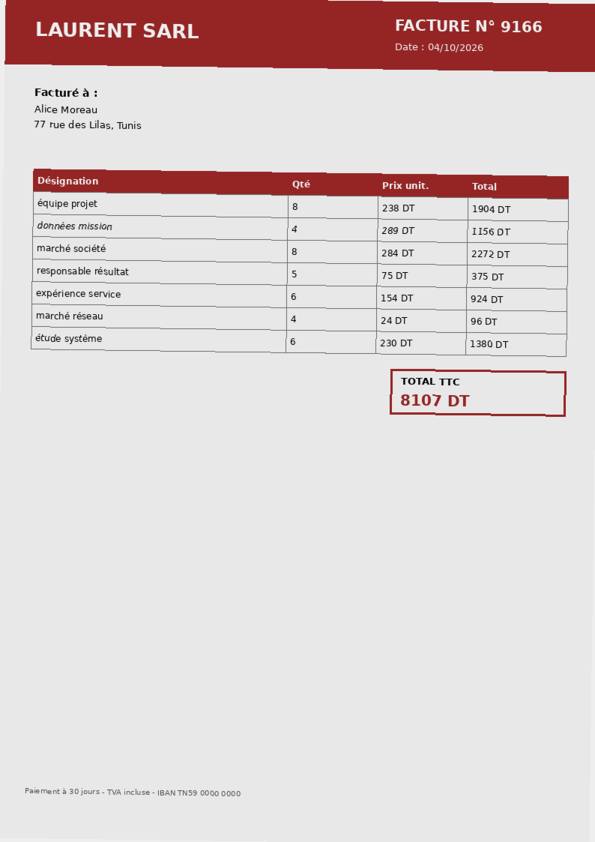 LAURENT SARL
FACTURE N° 9166
Date : 04/10/2026
Facturé à :
Alice Moreau
77 rue des Lilas, Tunis
Désignation Qté Prix unit. Total
équipe projet 8 238 DT 1904 DT
données mission 4 289 DT 1156 DT
marché société 8 284 DT 2272 DT
responsable résultat 5 75 DT 375 DT
expérience service 6 154 DT 924 DT
marché réseau 4 24 DT 96 DT
étude système 6 230 DT 1380 DT
TOTAL TTC
8107 DT
Paiement à 30 jours - TVA incluse - IBAN TN59 0000 0000